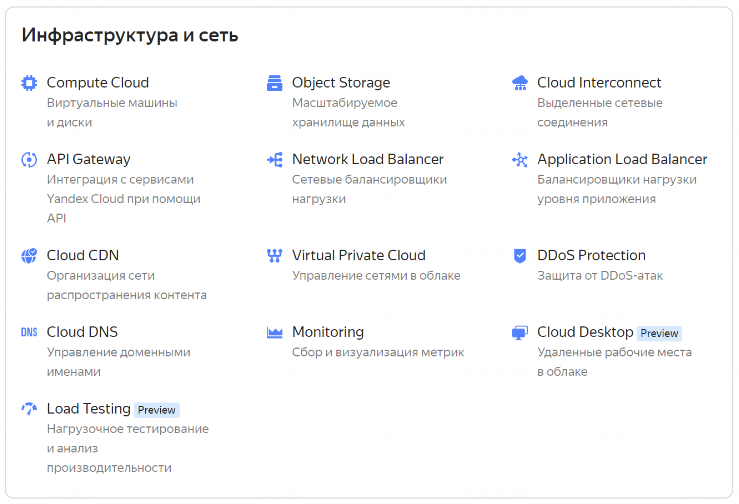 Инфраструктура и сеть
Compute Cloud
Виртуальные машины
и диски
Object Storage
Масштабируемое
хранилище данных
Cloud Interconnect
Выделенные сетевые
соединения
API Gateway
Интеграция с сервисами
Yandex Cloud при помощи
API
Network Load Balancer
Сетевые балансировщики
нагрузки
Application Load Balancer
Балансировщики нагрузки
уровня приложения
Cloud CDN
Организация сети
распространения контента
Virtual Private Cloud
Управление сетями в облаке
DDoS Protection
Защита от DDoS-атак
DNS Cloud DNS
Управление доменными
именами
Monitoring
Сбор и визуализация метрик
Cloud Desktop Preview
Удаленные рабочие места
в облаке
Load Testing Preview
Нагрузочное тестирование
и анализ
производительности